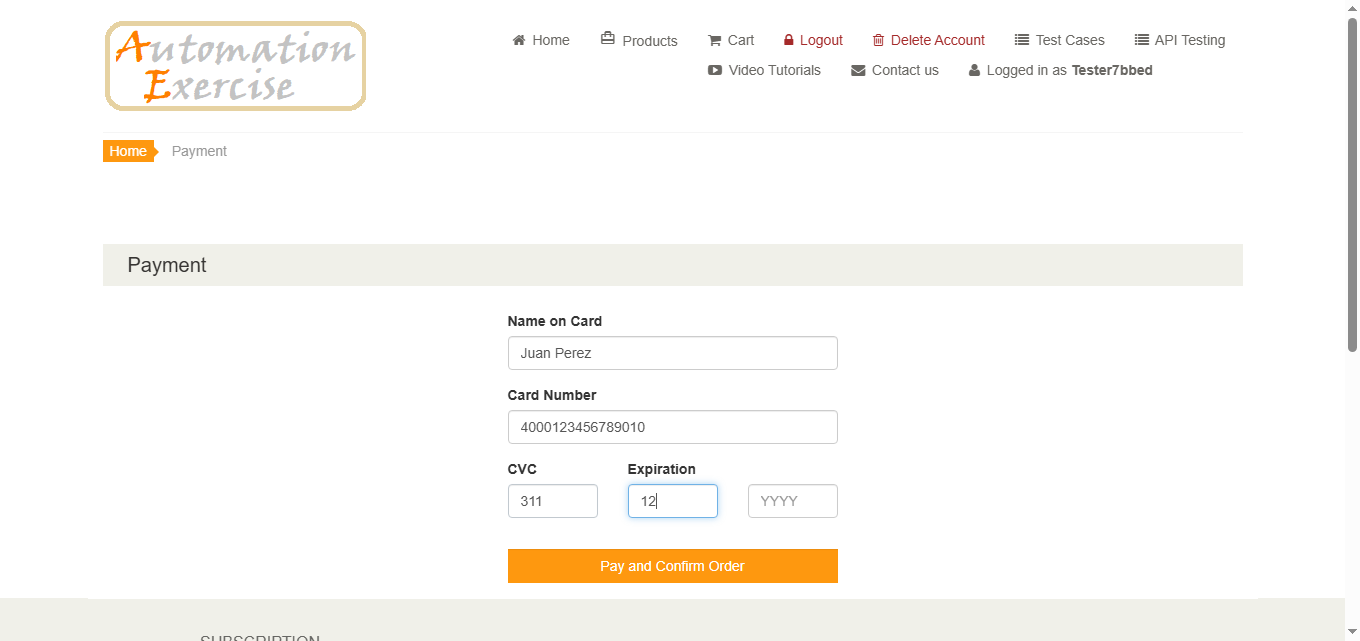 Automation
Exercise
Home Products Cart Logout Delete Account Test Cases API Testing
Video Tutorials Contact us Logged in as Tester7bbed
Home Payment
Payment
Name on Card
Juan Perez
Card Number
4000123456789010
CVC Expiration
311 12 YYYY
Pay and Confirm Order
SUBSCRIPTION